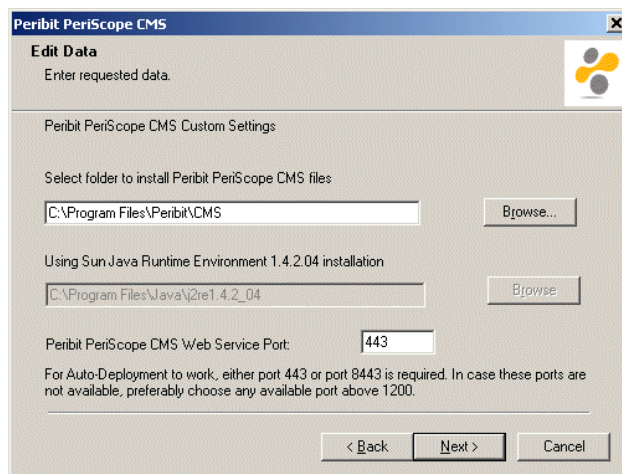 Peribit PeriScope CMS
Edit Data
Enter requested data.
Peribit PeriScope CMS Custom Settings
Select folder to install Peribit PeriScope CMS files
C:\Program Files\Peribit\CMS
Browse...
Using Sun Java Runtime Environment 1.4.2.04 installation
C:\Program Files\Java\j2re1.4.2_04
Browse
Peribit PeriScope CMS Web Service Port:
443
For Auto-Deployment to work, either port 443 or port 8443 is required. In case these ports are
not available, preferably choose any available port above 1200.
< Back
Next >
Cancel